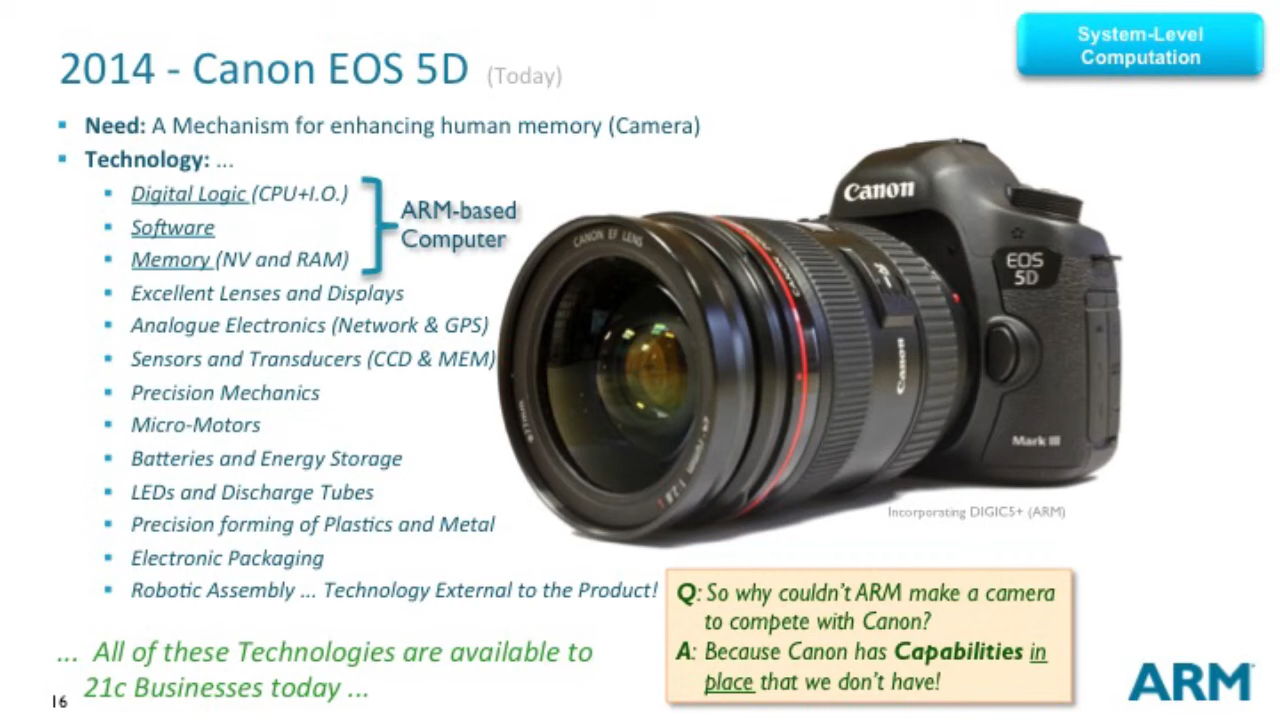 System-Level
Computation
2014 - Canon EOS 5D (Today)
Need: A Mechanism for enhancing human memory (Camera)
Technology: ...
Digital Logic (CPU+I.O.)
Software
Memory (NV and RAM)
ARM-based
Computer
Excellent Lenses and Displays
Analogue Electronics (Network & GPS)
Sensors and Transducers (CCD & MEM)
Precision Mechanics
Micro-Motors
Batteries and Energy Storage
LEDs and Discharge Tubes
Precision forming of Plastics and Metal
Electronic Packaging
Robotic Assembly ... Technology External to the Product!
Canon
EOS
5D
Mark III
CANON EF LENS
Canon
Incorporating DIGIC5+ (ARM)
Q: So why couldn't ARM make a camera
to compete with Canon?
A: Because Canon has Capabilities in
place that we don't have!
... All of these Technologies are available to
21c Businesses today ...
16
ARM